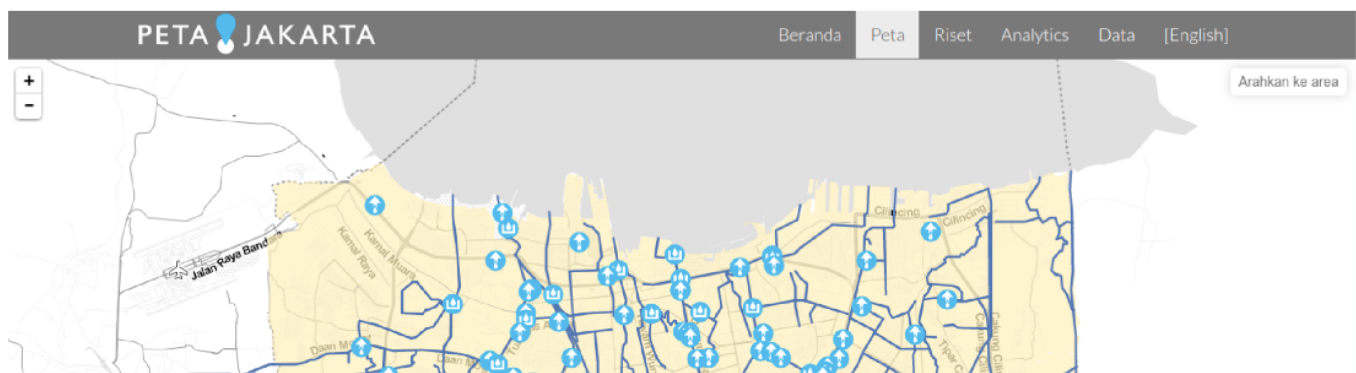 PETA JAKARTA
Beranda Peta Riset Analytics Data [English]
+
−
Arahkan ke area
Cilincing
Cilincing
Jalan Raya Bandara
Kamal Raya
Kamal Muara
Daan
Daan